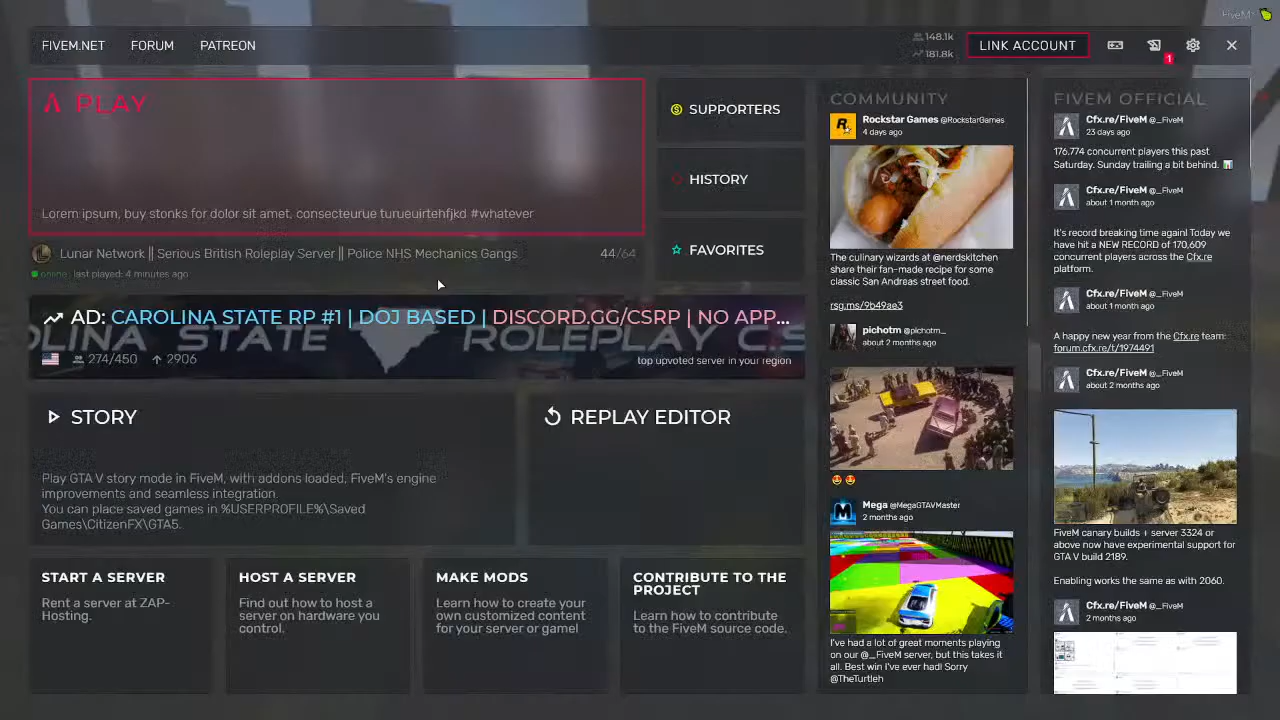 FiveM
FIVEM.NET
FORUM
PATREON
148.1k
181.8k
LINK ACCOUNT
1
PLAY
Lorem ipsum, buy stonks for dolor sit amet, consecteurue turueuirtehfjkd #whatever
Lunar Network || Serious British Roleplay Server || Police NHS Mechanics Gangs
44/64
online last played: 4 minutes ago
SUPPORTERS
HISTORY
FAVORITES
AD: CAROLINA STATE RP #1 | DOJ BASED | DISCORD.GG/CSRP | NO APP...
OLINA STATE ROLEPLAY C.S
274/450 2906
top upvoted server in your region
STORY
Play GTA V story mode in FiveM, with addons loaded, FiveM's engine
improvements and seamless integration.
You can place saved games in %USERPROFILE%\Saved
Games\CitizenFX\GTA5.
REPLAY EDITOR
START A SERVER
Rent a server at ZAP-
Hosting.
HOST A SERVER
Find out how to host a
server on hardware you
control.
MAKE MODS
Learn how to create your
own customized content
for your server or game!
CONTRIBUTE TO THE
PROJECT
Learn how to contribute
to the FiveM source code.
COMMUNITY
Rockstar Games @RockstarGames
4 days ago
The culinary wizards at @nerdskitchen
share their fan-made recipe for some
classic San Andreas street food.
rsg.ms/9b49ae3
pichotm @pichotm_
about 2 months ago
Mega @MegaGTAVMaster
2 months ago
I've had a lot of great moments playing
on our @_FiveM server, but this takes it
all. Best win I've ever had! Sorry
@TheTurtleh
FIVEM OFFICIAL
Cfx.re/FiveM @_FiveM
23 days ago
176.774 concurrent players this past
Saturday. Sunday trailing a bit behind.
Cfx.re/FiveM @_FiveM
about 1 month ago
It's record breaking time again! Today we
have hit a NEW RECORD of 170,609
concurrent players across the Cfx.re
platform.
Cfx.re/FiveM @_FiveM
about 1 month ago
A happy new year from the Cfx.re team:
forum.cfx.re/t/1974491
Cfx.re/FiveM @_FiveM
about 2 months ago
FiveM canary builds + server 3324 or
above now have experimental support for
GTA V build 2189.
Enabling works the same as with 2060.
Cfx.re/FiveM @_FiveM
2 months ago